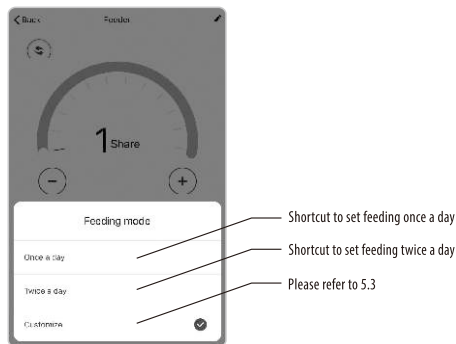 Back Feeder
1 Share
Feeding mode
Once a day Shortcut to set feeding once a day
Twice a day Shortcut to set feeding twice a day
Customize Please refer to 5.3